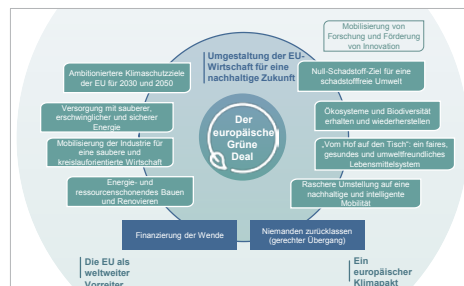 Mobilisierung von
Forschung und Förderung
von Innovation
Umgestaltung der EU-
Wirtschaft für eine
nachhaltige Zukunft
Ambitioniertere Klimaschutzziele
der EU für 2030 und 2050
Null-Schadstoff-Ziel für eine
schadstofffreie Umwelt
Versorgung mit sauberer,
erschwinglicher und sicherer
Energie
Ökosysteme und Biodiversität
erhalten und wiederherstellen
Der
europäische
Grüne
Deal
Mobilisierung der Industrie für
eine saubere und
kreislauforientierte Wirtschaft
„Vom Hof auf den Tisch“: ein faires,
gesundes und umweltfreundliches
Lebensmittelsystem
Energie- und
ressourcenschonendes Bauen
und Renovieren
Raschere Umstellung auf eine
nachhaltige und intelligente
Mobilität
Finanzierung der Wende
Niemanden zurücklassen
(gerechter Übergang)
Die EU als
weltweiter
Vorreiter
Ein
europäischer
Klimapakt